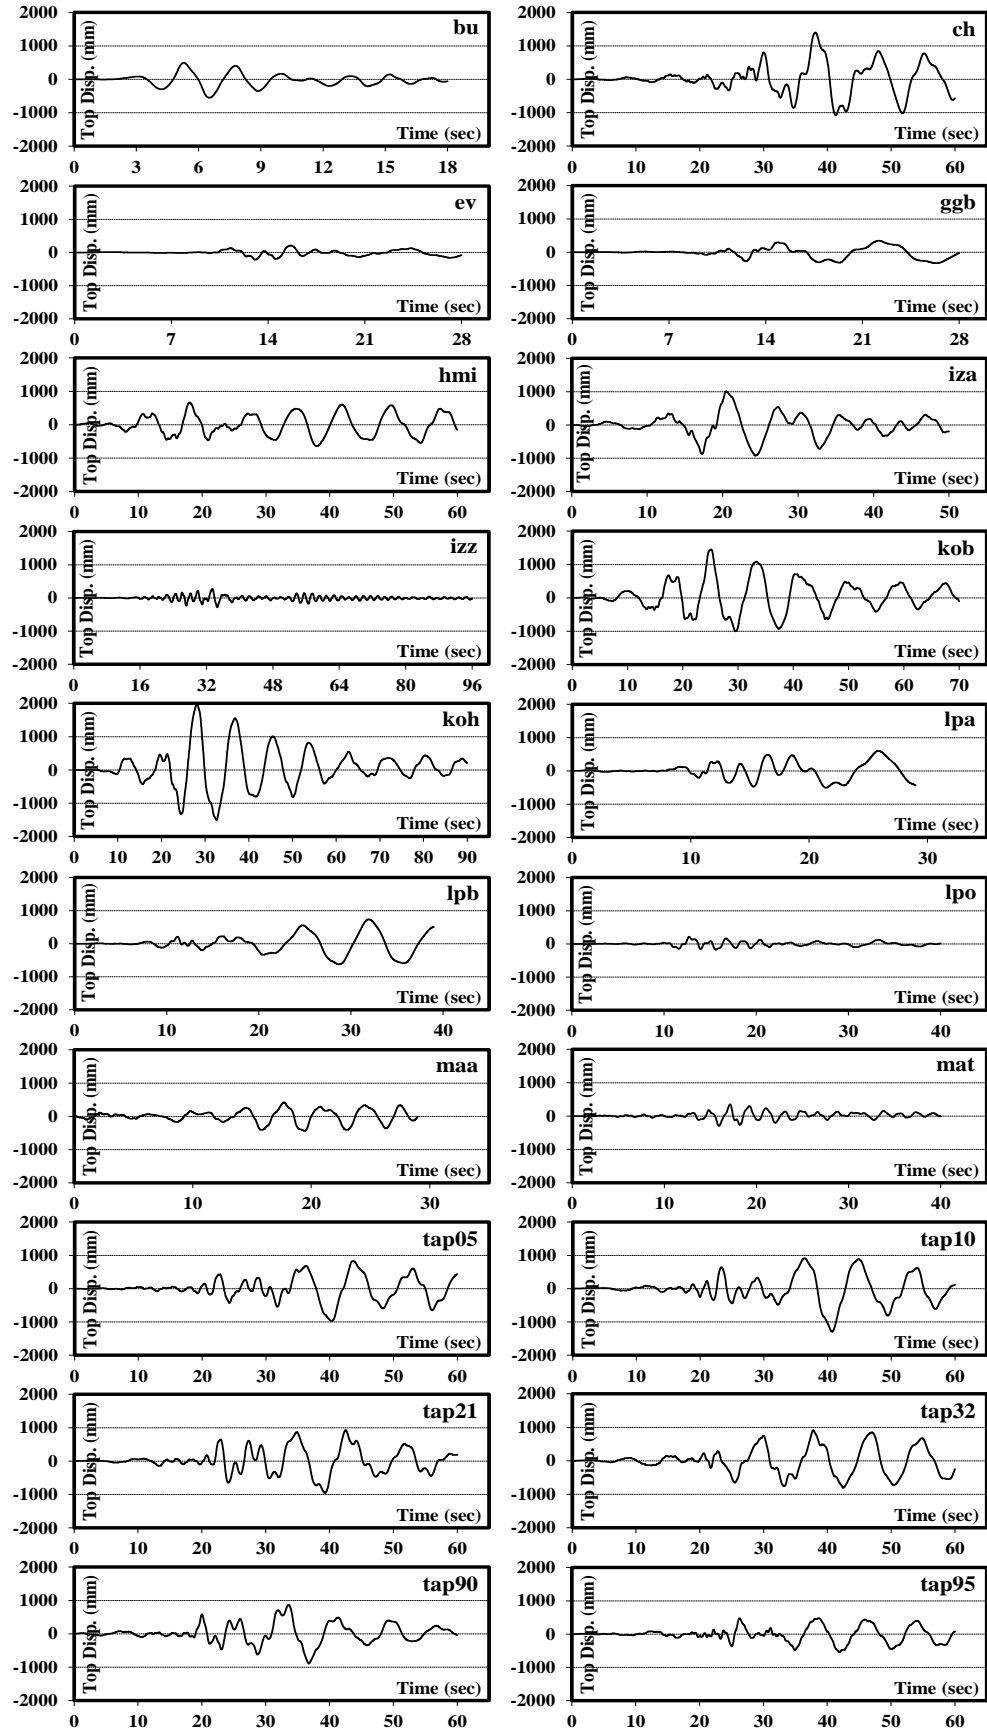 2000 bu
1000
0
-1000
-2000
Top Disp. (mm)
Time (sec)
0 3 6 9 12 15 18
2000 ch
1000
0
-1000
-2000
Top Disp. (mm)
Time (sec)
0 10 20 30 40 50 60
2000 ev
1000
0
-1000
-2000
Top Disp. (mm)
Time (sec)
0 7 14 21 28
2000 ggb
1000
0
-1000
-2000
Top Disp. (mm)
Time (sec)
0 7 14 21 28
2000 hmi
1000
0
-1000
-2000
Top Disp. (mm)
Time (sec)
0 10 20 30 40 50 60
2000 iza
1000
0
-1000
-2000
Top Disp. (mm)
Time (sec)
0 10 20 30 40 50
2000 izz
1000
0
-1000
-2000
Top Disp. (mm)
Time (sec)
0 16 32 48 64 80 96
2000 kob
1000
0
-1000
-2000
Top Disp. (mm)
Time (sec)
0 10 20 30 40 50 60 70
2000 koh
1000
0
-1000
-2000
Top Disp. (mm)
Time (sec)
0 10 20 30 40 50 60 70 80 90
2000 lpa
1000
0
-1000
-2000
Top Disp. (mm)
Time (sec)
0 10 20 30
2000 lpb
1000
0
-1000
-2000
Top Disp. (mm)
Time (sec)
0 10 20 30 40
2000 lpo
1000
0
-1000
-2000
Top Disp. (mm)
Time (sec)
0 10 20 30 40
2000 maa
1000
0
-1000
-2000
Top Disp. (mm)
Time (sec)
0 10 20 30
2000 mat
1000
0
-1000
-2000
Top Disp. (mm)
Time (sec)
0 10 20 30 40
2000 tap05
1000
0
-1000
-2000
Top Disp. (mm)
Time (sec)
0 10 20 30 40 50 60
2000 tap10
1000
0
-1000
-2000
Top Disp. (mm)
Time (sec)
0 10 20 30 40 50 60
2000 tap21
1000
0
-1000
-2000
Top Disp. (mm)
Time (sec)
0 10 20 30 40 50 60
2000 tap32
1000
0
-1000
-2000
Top Disp. (mm)
Time (sec)
0 10 20 30 40 50 60
2000 tap90
1000
0
-1000
-2000
Top Disp. (mm)
Time (sec)
0 10 20 30 40 50 60
2000 tap95
1000
0
-1000
-2000
Top Disp. (mm)
Time (sec)
0 10 20 30 40 50 60